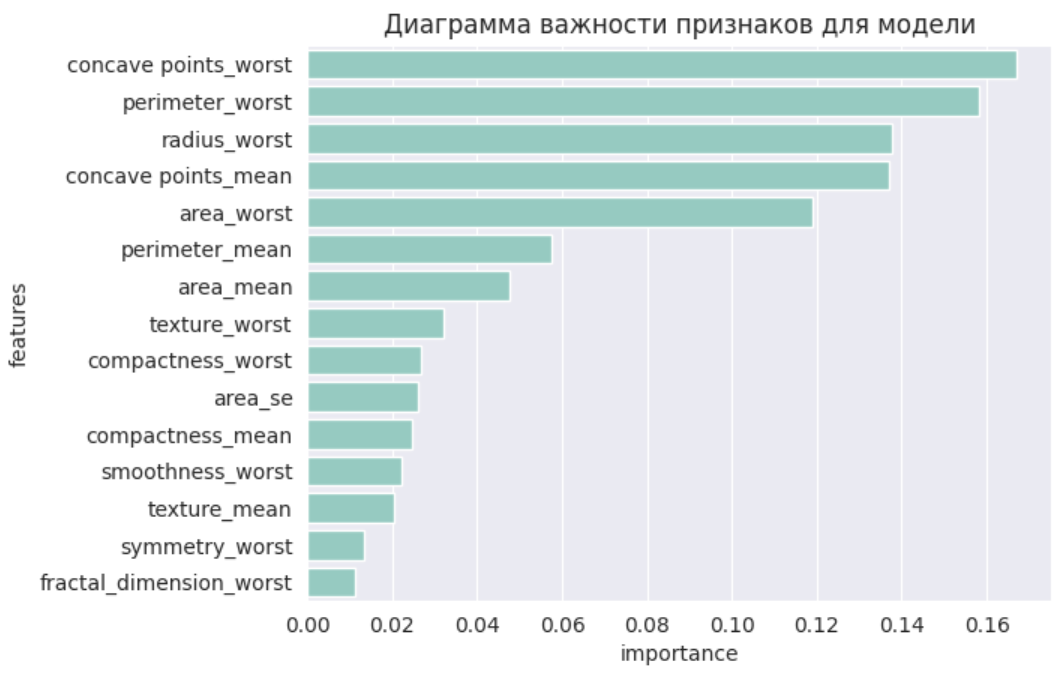 Диаграмма важности признаков для модели
concave points_worst
perimeter_worst
radius_worst
concave points_mean
area_worst
perimeter_mean
area_mean
texture_worst
compactness_worst
area_se
compactness_mean
smoothness_worst
texture_mean
symmetry_worst
fractal_dimension_worst
features
0.00 0.02 0.04 0.06 0.08 0.10 0.12 0.14 0.16
importance